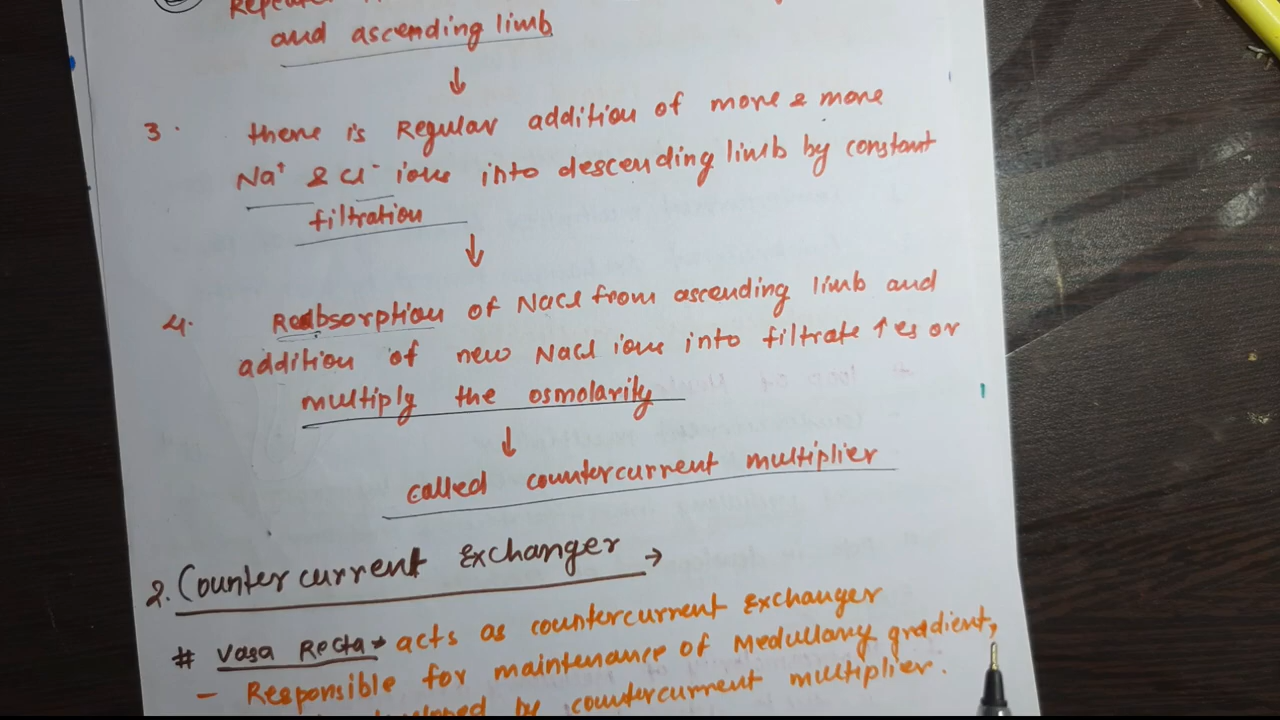 and ascending limb
↓
3. there is Regular addition of more & more
Na⁺ & Cl⁻ ions into descending limb by constant
filtration
↓
4. Reabsorption of NaCl from ascending limb and
addition of new NaCl ions into filtrate ↑es or
multiply the osmolarity
↓
called countercurrent multiplier
2. Countercurrent Exchanger →
# Vasa Recta → acts as countercurrent Exchanger
- Responsible for maintenance of Medullary gradient,
by countercurrent multiplier.